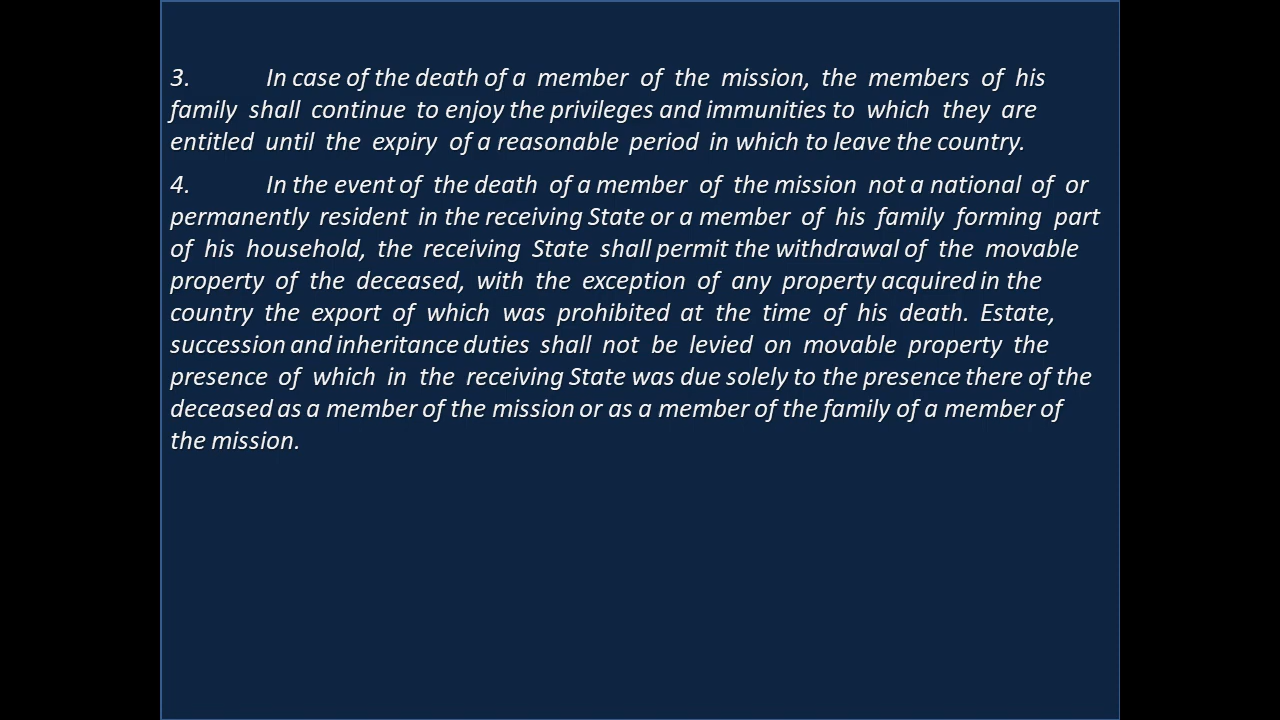 3. In case of the death of a member of the mission, the members of his
family shall continue to enjoy the privileges and immunities to which they are
entitled until the expiry of a reasonable period in which to leave the country.
4. In the event of the death of a member of the mission not a national of or
permanently resident in the receiving State or a member of his family forming part
of his household, the receiving State shall permit the withdrawal of the movable
property of the deceased, with the exception of any property acquired in the
country the export of which was prohibited at the time of his death. Estate,
succession and inheritance duties shall not be levied on movable property the
presence of which in the receiving State was due solely to the presence there of the
deceased as a member of the mission or as a member of the family of a member of
the mission.